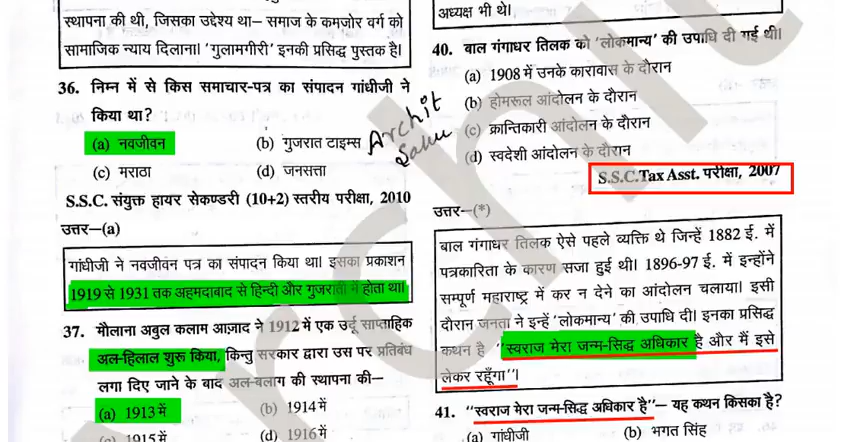 स्थापना की थी, जिसका उद्देश्य था– समाज के कमज़ोर वर्ग को
सामाजिक न्याय दिलाना। 'गुलामगीरी' इनकी प्रसिद्ध पुस्तक है।
36. निम्न में से किस समाचार-पत्र का संपादन गांधीजी ने
किया था?
(a) नवजीवन (b) गुजरात टाइम्स
(c) मराठा (d) जनसत्ता
S.S.C. संयुक्त हायर सेकण्डरी (10+2) स्तरीय परीक्षा, 2010
उत्तर–(a)
गांधीजी ने नवजीवन पत्र का संपादन किया था। इसका प्रकाशन
1919 से 1931 तक अहमदाबाद से हिन्दी और गुजराती में होता था।
37. मौलाना अबुल कलाम आज़ाद ने 1912 में एक उर्दू साप्ताहिक
अल-हिलाल शुरू किया, किन्तु सरकार द्वारा उस पर प्रतिबंध
लगा दिए जाने के बाद अल-बलाग की स्थापना की–
(a) 1913 में (b) 1914 में
1915 में (d) 1916 में
Archit
Sahu
अध्यक्ष भी थे।
40. बाल गंगाधर तिलक को 'लोकमान्य' की उपाधि दी गई थी।
(a) 1908 में उनके कारावास के दौरान
(b) होमरूल आंदोलन के दौरान
(c) क्रान्तिकारी आंदोलन के दौरान
(d) स्वदेशी आंदोलन के दौरान
S.S.C.Tax Asst. परीक्षा, 2007
उत्तर–(*)
बाल गंगाधर तिलक ऐसे पहले व्यक्ति थे जिन्हें 1882 ई. में
पत्रकारिता के कारण सजा हुई थी। 1896-97 ई. में इन्होंने
सम्पूर्ण महाराष्ट्र में कर न देने का आंदोलन चलाया। इसी
दौरान जनता ने इन्हें 'लोकमान्य' की उपाधि दी। इनका प्रसिद्ध
कथन है "स्वराज मेरा जन्म-सिद्ध अधिकार है और मैं इसे
लेकर रहूँगा"।
41. "स्वराज मेरा जन्म-सिद्ध अधिकार है"– यह कथन किसका है?
(a) गांधीजी (b) भगत सिंह